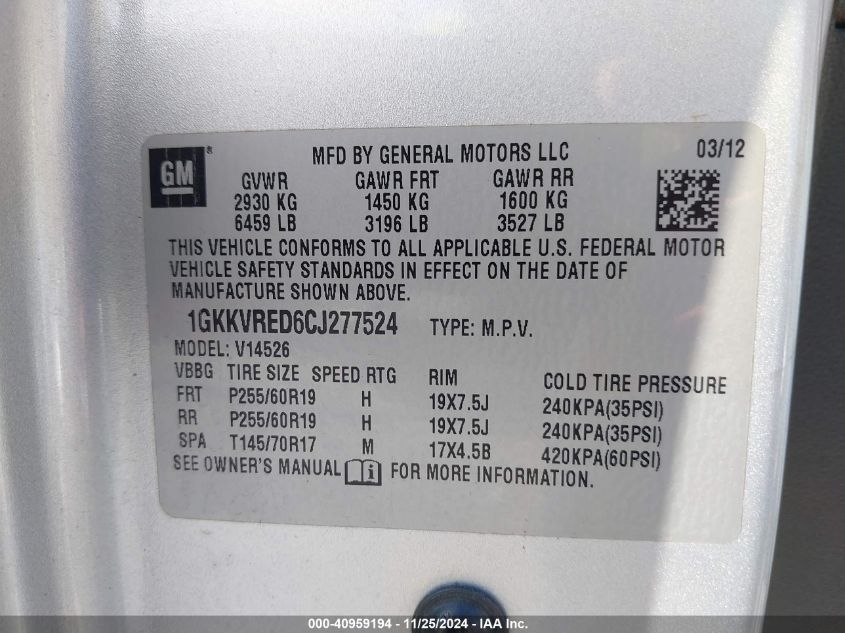 GM®
MFD BY GENERAL MOTORS LLC 03/12
GVWR GAWR FRT GAWR RR
2930 KG 1450 KG 1600 KG
6459 LB 3196 LB 3527 LB
THIS VEHICLE CONFORMS TO ALL APPLICABLE U.S. FEDERAL MOTOR
VEHICLE SAFETY STANDARDS IN EFFECT ON THE DATE OF
MANUFACTURE SHOWN ABOVE.
1GKKVRED6CJ277524 TYPE: M.P.V.
MODEL: V14526
VBBG TIRE SIZE SPEED RTG RIM COLD TIRE PRESSURE
FRT P255/60R19 H 19X7.5J 240KPA(35PSI)
RR P255/60R19 H 19X7.5J 240KPA(35PSI)
SPA T145/70R17 M 17X4.5B 420KPA(60PSI)
SEE OWNER'S MANUAL i FOR MORE INFORMATION.
000-40959194 - 11/25/2024 - IAA Inc.